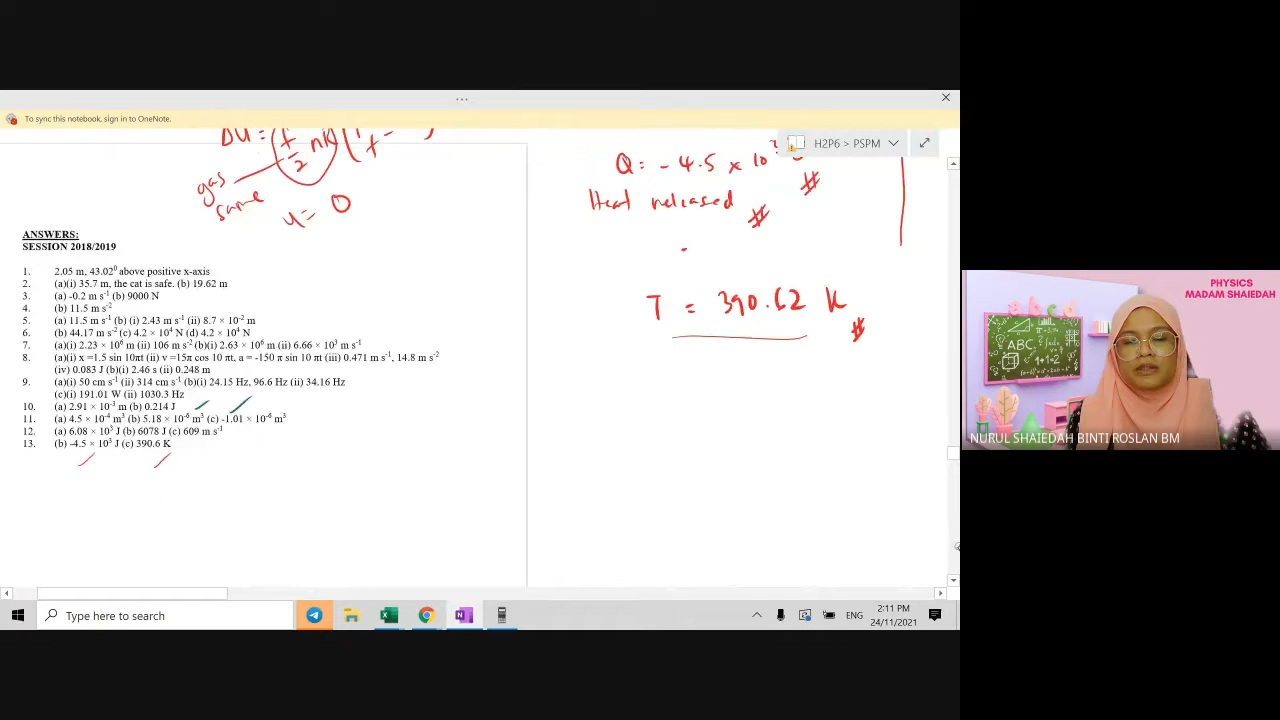 To sync this notebook, sign in to OneNote.
H2P6 > PSPM
gas
same
u = 0
Q = - 4.5 × 10³
Heat released #
T = 390.62 K
#
ANSWERS:
SESSION 2018/2019
1. 2.05 m, 43.02⁰ above positive x-axis
2. (a)(i) 35.7 m, the cat is safe. (b) 19.62 m
3. (a) -0.2 m s⁻¹ (b) 9000 N
4. (b) 11.5 m s⁻²
5. (a) 11.5 m s⁻¹ (b) (i) 2.43 m s⁻¹ (ii) 8.7 × 10⁻² m
6. (b) 44.17 m s⁻² (c) 4.2 × 10⁴ N (d) 4.2 × 10⁴ N
7. (a)(i) 2.23 × 10⁶ m (ii) 106 m s⁻² (b)(i) 2.63 × 10⁶ m (ii) 6.66 × 10³ m s⁻¹
8. (a)(i) x =1.5 sin 10πt (ii) v =15π cos 10 πt, a = -150 π sin 10 πt (iii) 0.471 m s⁻¹, 14.8 m s⁻²
(iv) 0.083 J (b)(i) 2.46 s (ii) 0.248 m
9. (a)(i) 50 cm s⁻¹ (ii) 314 cm s⁻¹ (b)(i) 24.15 Hz, 96.6 Hz (ii) 34.16 Hz
(c)(i) 191.01 W (ii) 1030.3 Hz
10. (a) 2.91 × 10⁻³ m (b) 0.214 J
11. (a) 4.5 × 10⁻⁴ m³ (b) 5.18 × 10⁻⁶ m³ (c) -1.01 × 10⁻⁶ m³
12. (a) 6.08 × 10³ J (b) 6078 J (c) 609 m s⁻¹
13. (b) -4.5 × 10³ J (c) 390.6 K
PHYSICS
MADAM SHAIEDAH
ABC
NURUL SHAIEDAH BINTI ROSLAN BM
Type here to search
ENG
2:11 PM
24/11/2021